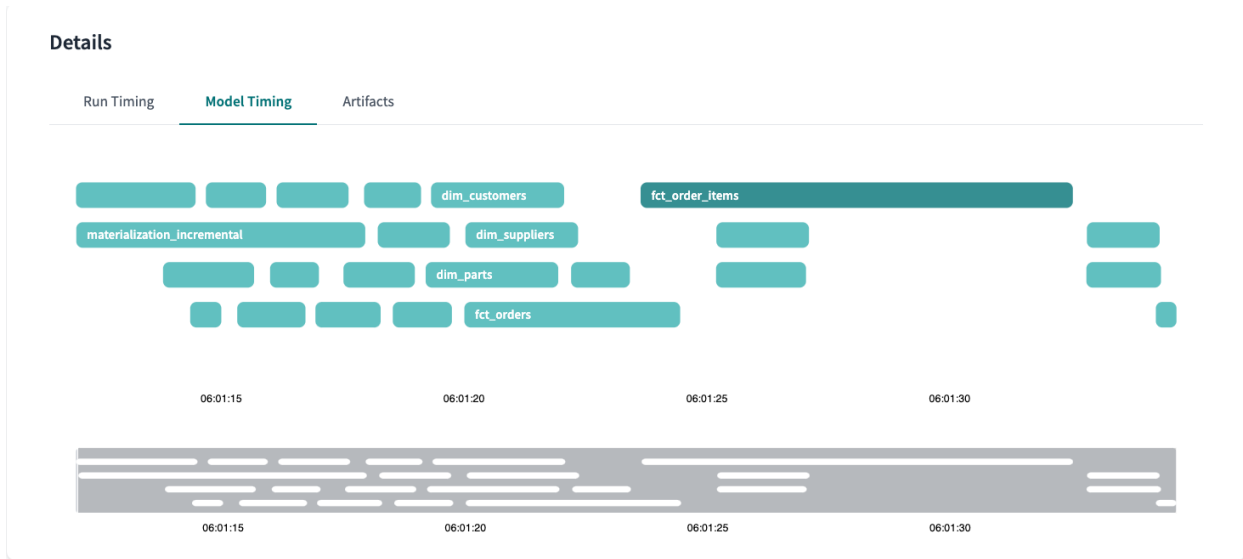 Details
Run Timing Model Timing Artifacts
dim_customers fct_order_items
materialization_incremental dim_suppliers
dim_parts
fct_orders
06:01:15 06:01:20 06:01:25 06:01:30
06:01:15 06:01:20 06:01:25 06:01:30